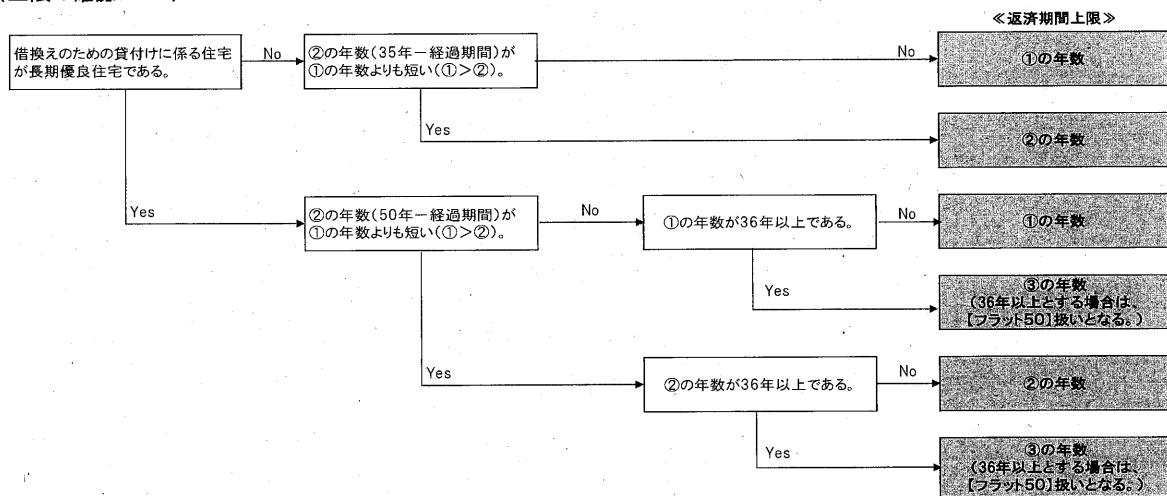 ≪返済期間上限≫
借換えのための貸付けに係る住宅
が長期優良住宅である。
No
②の年数(35年－経過期間)が
①の年数よりも短い(①>②)。
No
①の年数
Yes
②の年数
Yes
②の年数(50年－経過期間)が
①の年数よりも短い(①>②)。
No
①の年数が36年以上である。
No
①の年数
Yes
③の年数
(36年以上とする場合は、
【フラット50】扱いとなる。)
Yes
②の年数が36年以上である。
No
②の年数
Yes
③の年数
(36年以上とする場合は、
【フラット50】扱いとなる。)